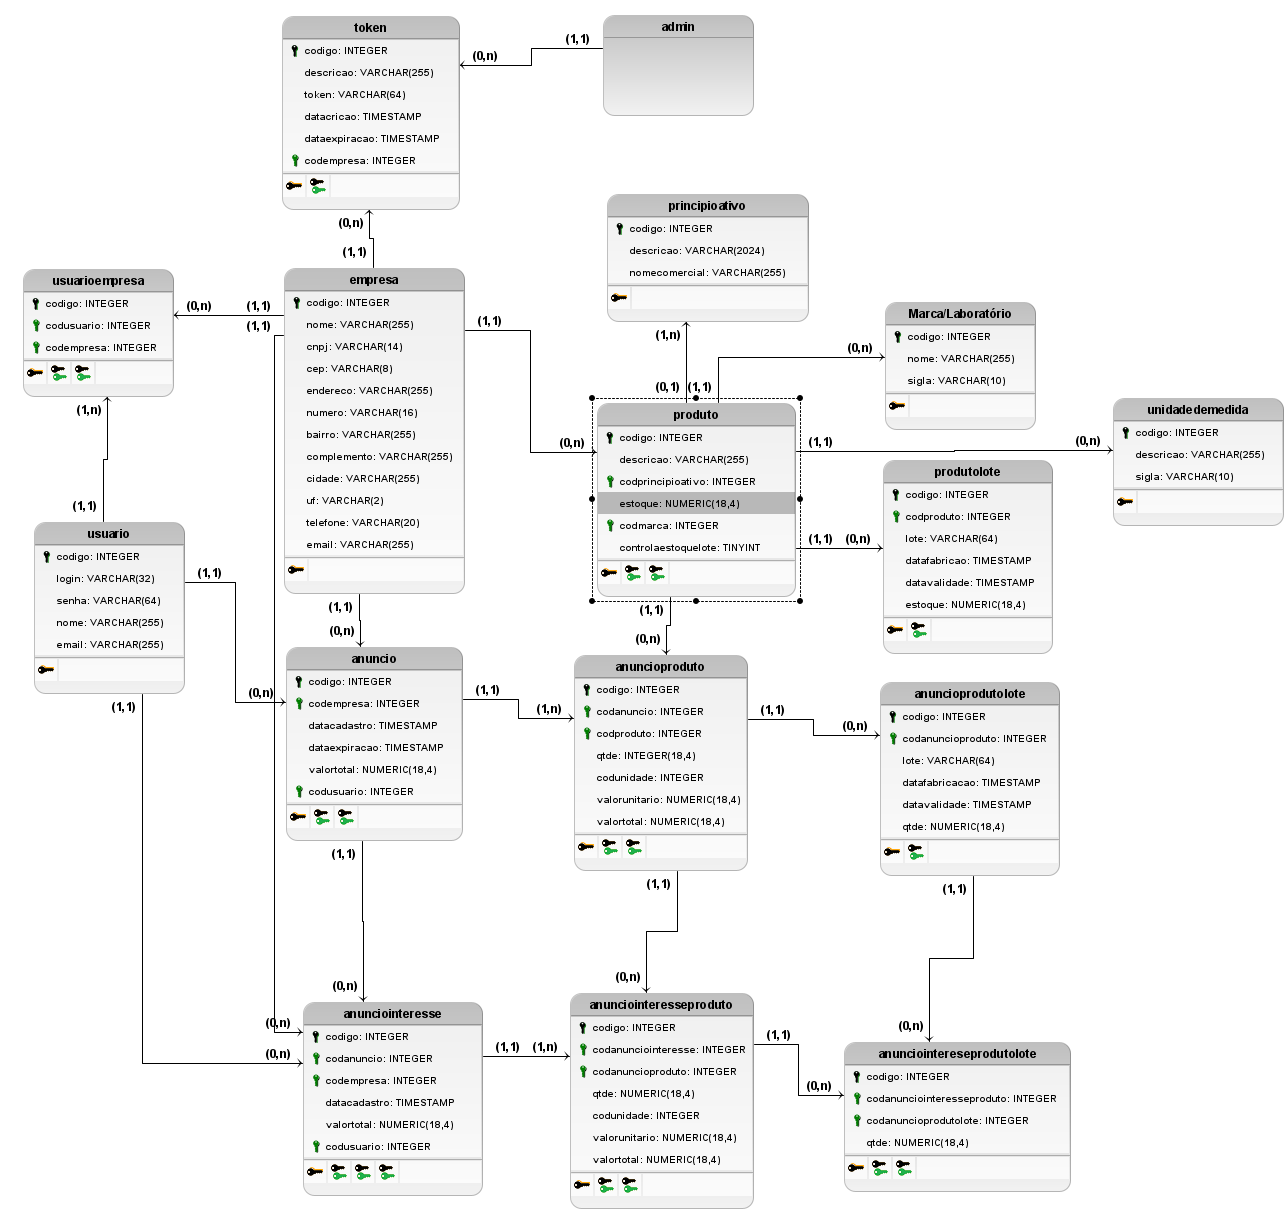 token
codigo: INTEGER
descricao: VARCHAR(255)
token: VARCHAR(64)
datacricao: TIMESTAMP
dataexpiracao: TIMESTAMP
codempresa: INTEGER
(0,n)
(1,1)
admin
(0,n)
(1,1)
principioativo
codigo: INTEGER
descricao: VARCHAR(2024)
nomecomercial: VARCHAR(255)
(1,n)
(0,1)
(1,1)
usuarioempresa
codigo: INTEGER
codusuario: INTEGER
codempresa: INTEGER
(0,n)
(1,1)
(1,1)
(1,n)
(1,1)
empresa
codigo: INTEGER
nome: VARCHAR(255)
cnpj: VARCHAR(14)
cep: VARCHAR(8)
endereco: VARCHAR(255)
numero: VARCHAR(16)
bairro: VARCHAR(255)
complemento: VARCHAR(255)
cidade: VARCHAR(255)
uf: VARCHAR(2)
telefone: VARCHAR(20)
email: VARCHAR(255)
(1,1)
(0,n)
(1,1)
(0,n)
Marca/Laboratório
codigo: INTEGER
nome: VARCHAR(255)
sigla: VARCHAR(10)
(0,n)
produto
codigo: INTEGER
descricao: VARCHAR(255)
codprincipioativo: INTEGER
estoque: NUMERIC(18,4)
codmarca: INTEGER
controlaestoquelote: TINYINT
(1,1)
(0,n)
(1,1)
(0,n)
(1,1)
(0,n)
unidadedemedida
codigo: INTEGER
descricao: VARCHAR(255)
sigla: VARCHAR(10)
produtolote
codigo: INTEGER
codproduto: INTEGER
lote: VARCHAR(64)
datafabricao: TIMESTAMP
datavalidade: TIMESTAMP
estoque: NUMERIC(18,4)
usuario
codigo: INTEGER
login: VARCHAR(32)
senha: VARCHAR(64)
nome: VARCHAR(255)
email: VARCHAR(255)
(1,1)
(0,n)
(1,1)
(0,n)
anuncio
codigo: INTEGER
codempresa: INTEGER
datacadastro: TIMESTAMP
dataexpiracao: TIMESTAMP
valortotal: NUMERIC(18,4)
codusuario: INTEGER
(1,1)
(1,n)
(1,1)
(0,n)
anuncioproduto
codigo: INTEGER
codanuncio: INTEGER
codproduto: INTEGER
qtde: INTEGER(18,4)
codunidade: INTEGER
valorunitario: NUMERIC(18,4)
valortotal: NUMERIC(18,4)
(1,1)
(0,n)
(1,1)
(0,n)
anuncioprodutolote
codigo: INTEGER
codanuncioproduto: INTEGER
lote: VARCHAR(64)
datafabricacao: TIMESTAMP
datavalidade: TIMESTAMP
qtde: NUMERIC(18,4)
(1,1)
(0,n)
anunciointeresse
codigo: INTEGER
codanuncio: INTEGER
codempresa: INTEGER
datacadastro: TIMESTAMP
valortotal: NUMERIC(18,4)
codusuario: INTEGER
(0,n)
(1,1)
(1,n)
anunciointeresseproduto
codigo: INTEGER
codanunciointeresse: INTEGER
codanuncioproduto: INTEGER
qtde: NUMERIC(18,4)
codunidade: INTEGER
valorunitario: NUMERIC(18,4)
valortotal: NUMERIC(18,4)
(1,1)
(0,n)
anunciointereseprodutolote
codigo: INTEGER
codanunciointeresseproduto: INTEGER
codanuncioprodutolote: INTEGER
qtde: NUMERIC(18,4)